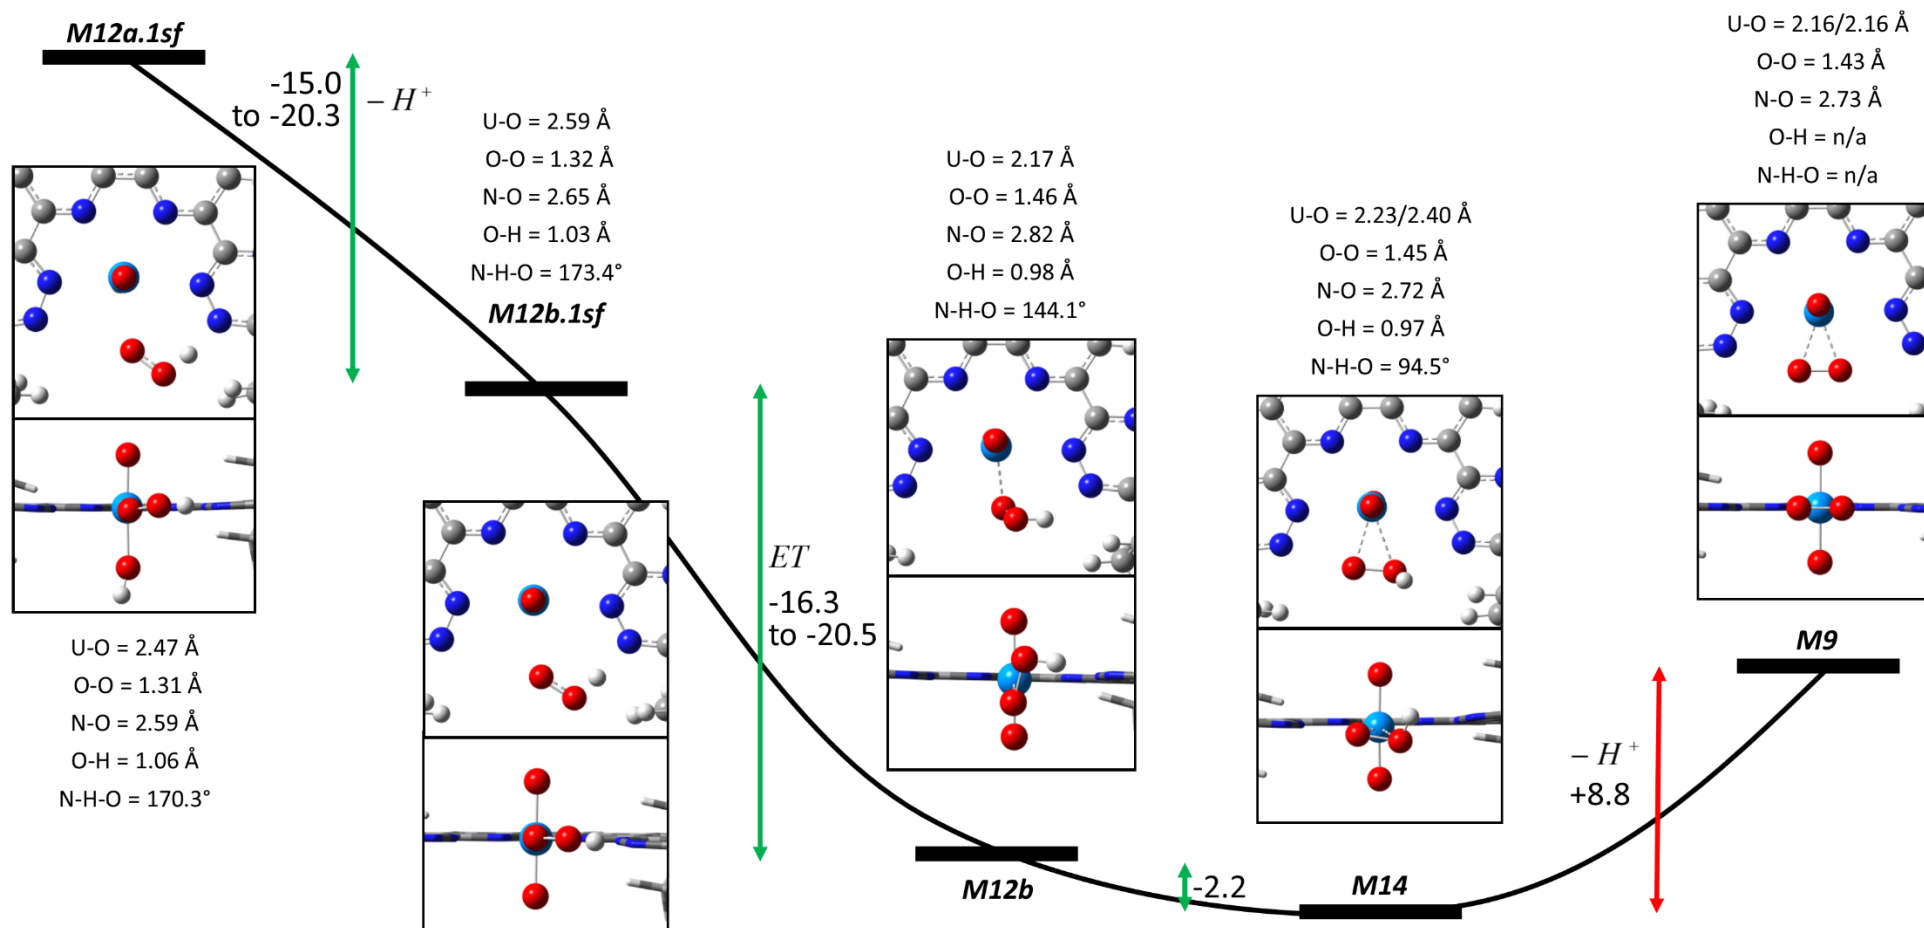 M12a.1sf
-15.0
to -20.3
– H⁺
U-O = 2.47 Å
O-O = 1.31 Å
N-O = 2.59 Å
O-H = 1.06 Å
N-H-O = 170.3°
U-O = 2.59 Å
O-O = 1.32 Å
N-O = 2.65 Å
O-H = 1.03 Å
N-H-O = 173.4°
M12b.1sf
ET
-16.3
to -20.5
U-O = 2.17 Å
O-O = 1.46 Å
N-O = 2.82 Å
O-H = 0.98 Å
N-H-O = 144.1°
M12b
-2.2
U-O = 2.23/2.40 Å
O-O = 1.45 Å
N-O = 2.72 Å
O-H = 0.97 Å
N-H-O = 94.5°
M14
– H⁺
+8.8
U-O = 2.16/2.16 Å
O-O = 1.43 Å
N-O = 2.73 Å
O-H = n/a
N-H-O = n/a
M9